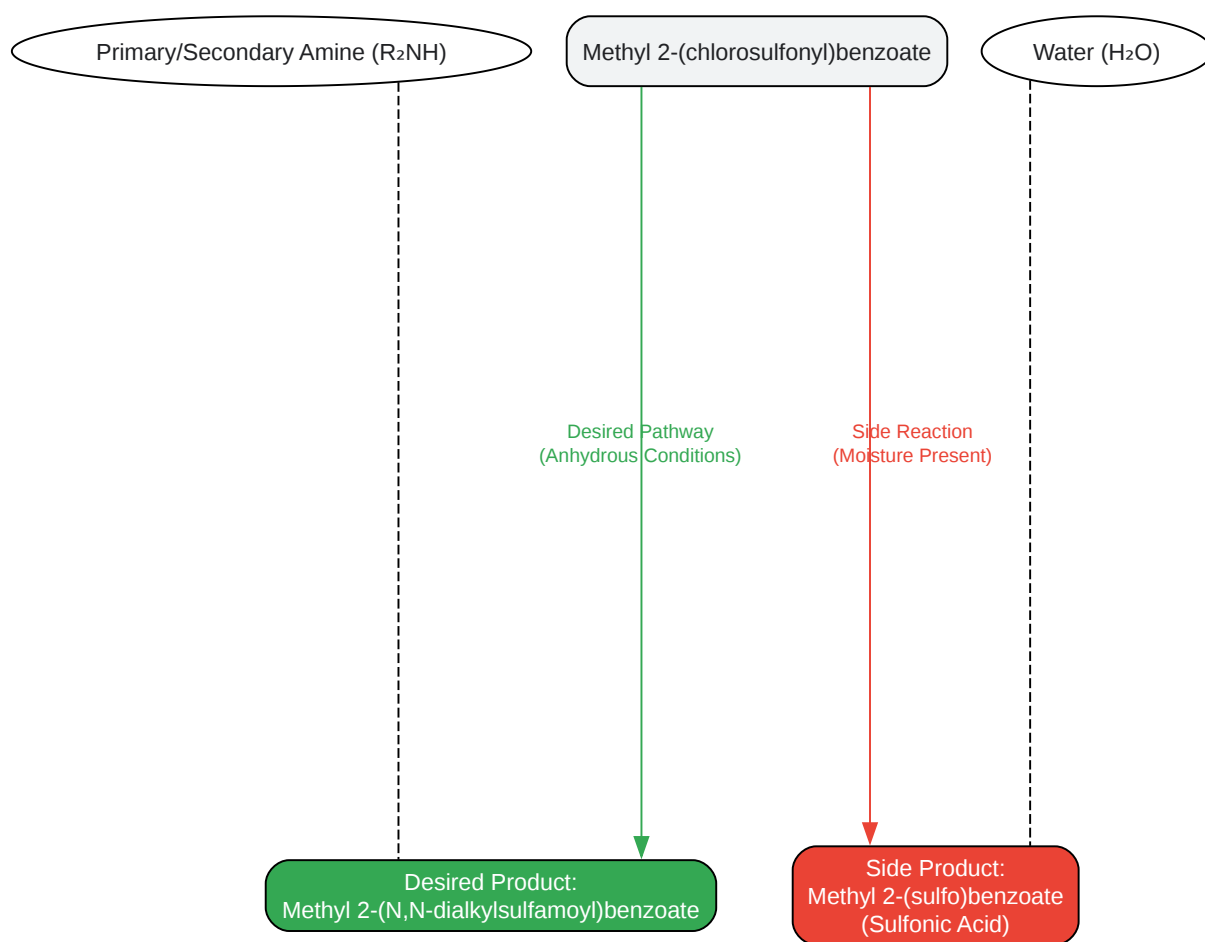 Primary/Secondary Amine (R₂NH)
Methyl 2-(chlorosulfonyl)benzoate
Water (H₂O)
Desired Pathway
(Anhydrous Conditions)
Side Reaction
(Moisture Present)
Desired Product:
Methyl 2-(N,N-dialkylsulfamoyl)benzoate
Side Product:
Methyl 2-(sulfo)benzoate
(Sulfonic Acid)